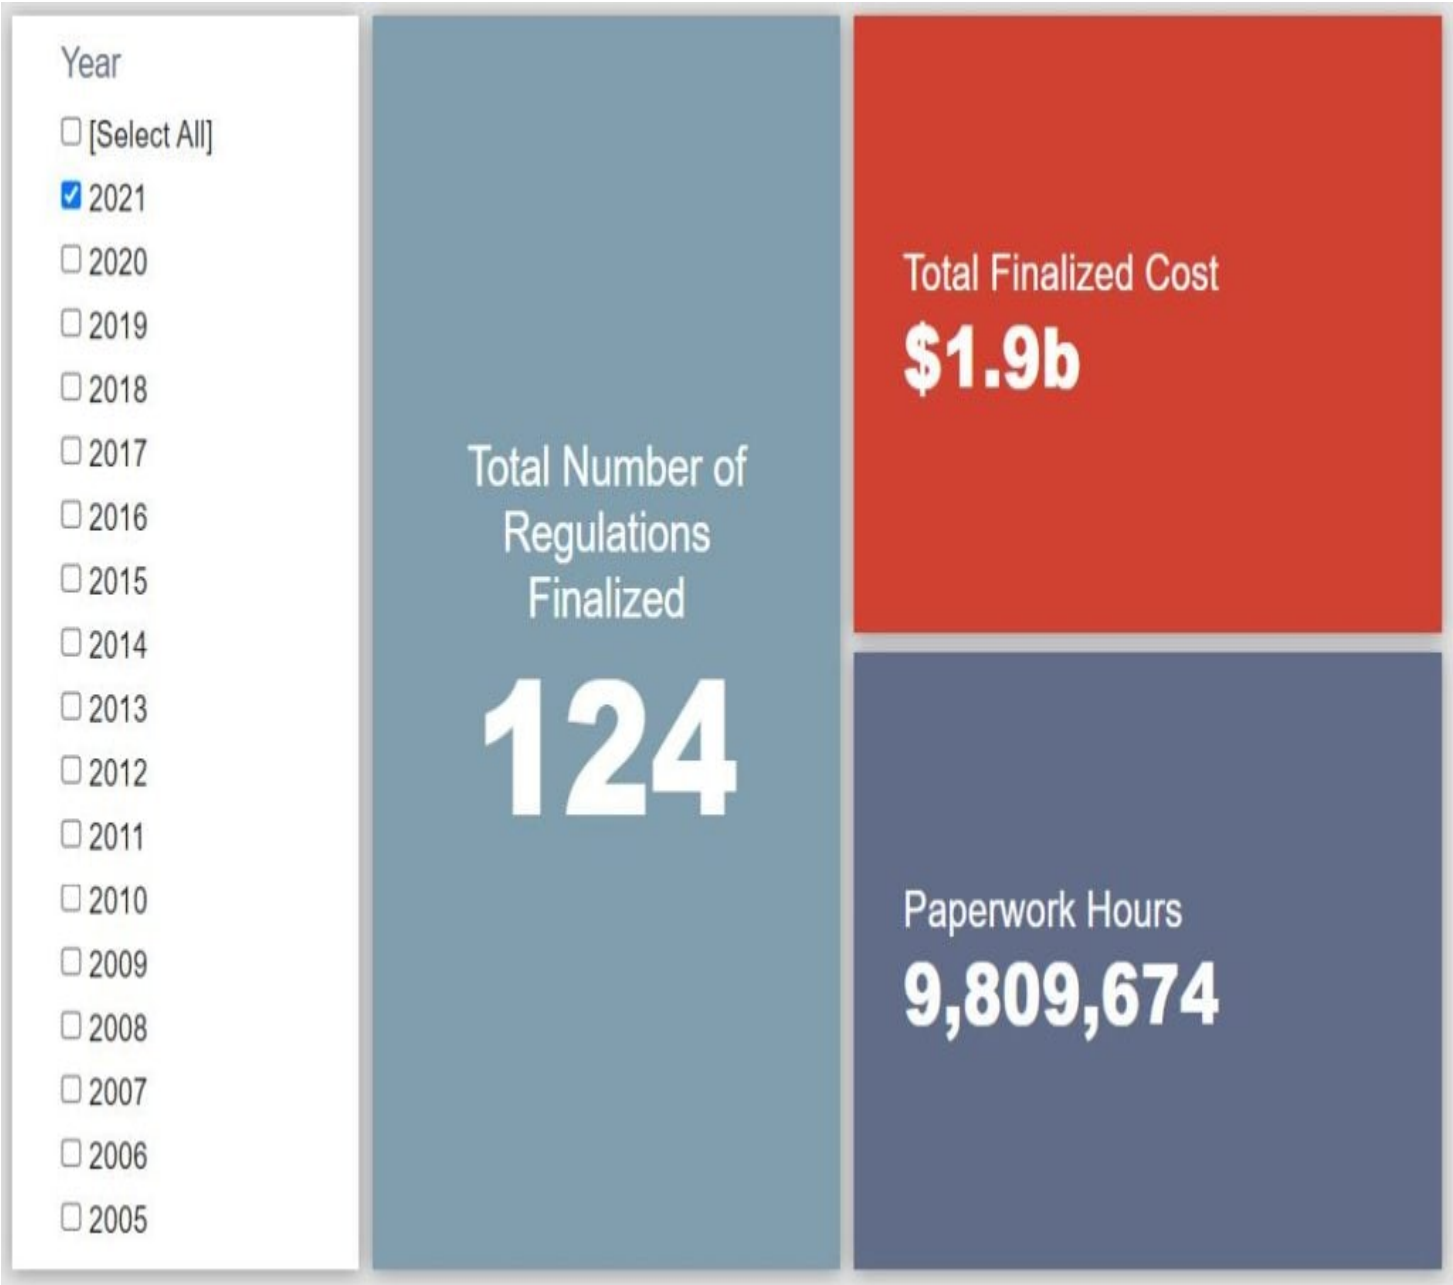 Year
[Select All]
2021
2020
2019
2018
2017
2016
2015
2014
2013
2012
2011
2010
2009
2008
2007
2006
2005
Total Number of
Regulations
Finalized
124
Total Finalized Cost
$1.9b
Paperwork Hours
9,809,674